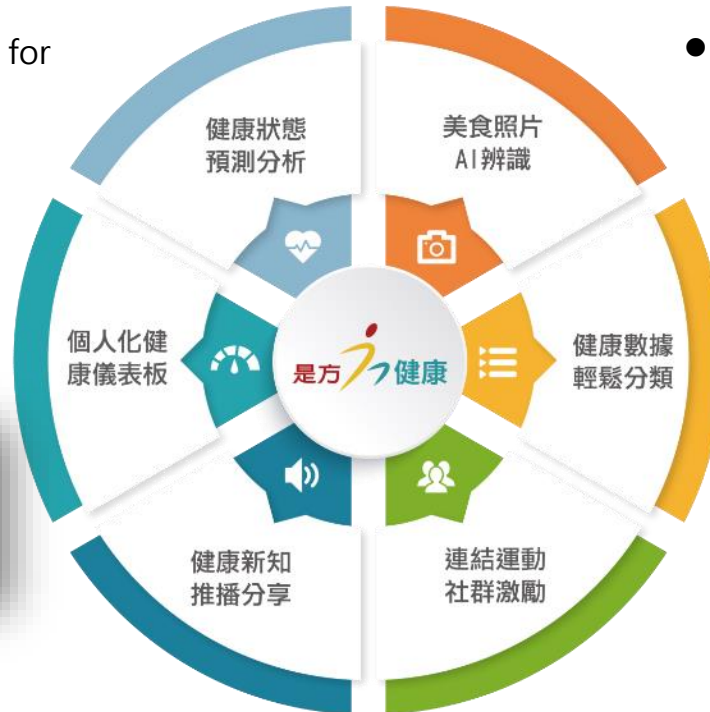 for
●
健康狀態
預測分析
美食照片
AI辨識
個人化健
康儀表板
是方 健康
健康數據
輕鬆分類
健康新知
推播分享
連結運動
社群激勵